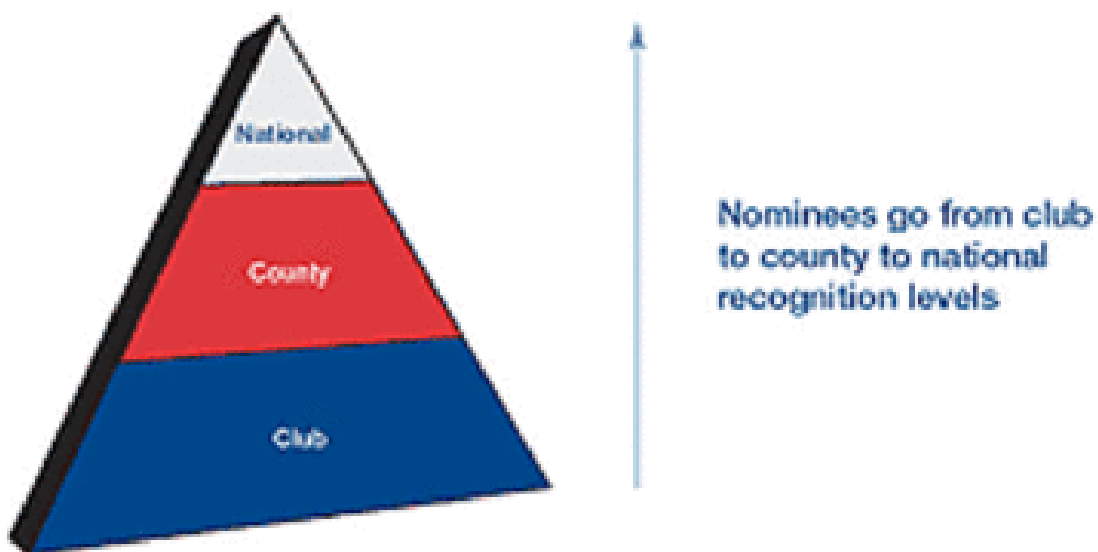 National
County
Club
Nominees go from club
to county to national
recognition levels